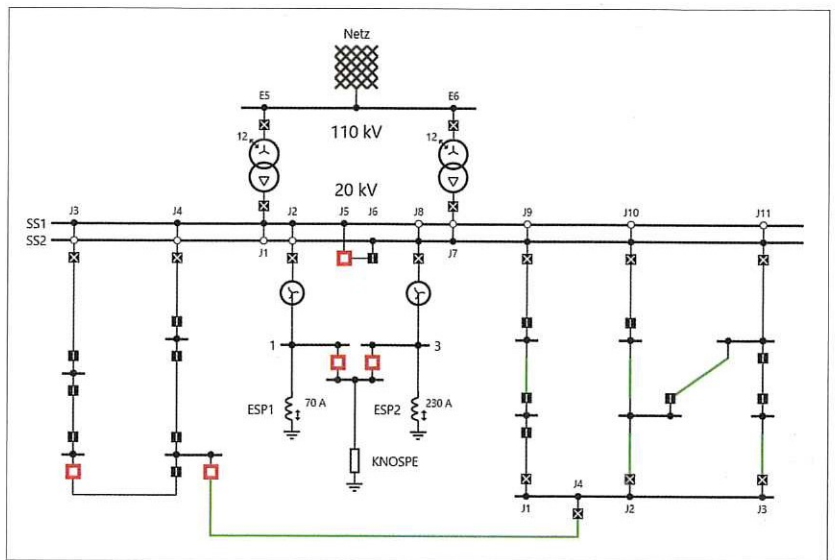 Netz
E5 E6
110 kV
12 12
20 kV
J3 J4 J2 J5 J6 J8 J9 J10 J11
SS1
SS2
J1 J7
1 3
ESP1 70 A ESP2 230 A
KNOSPE
J4
J1 J2 J3